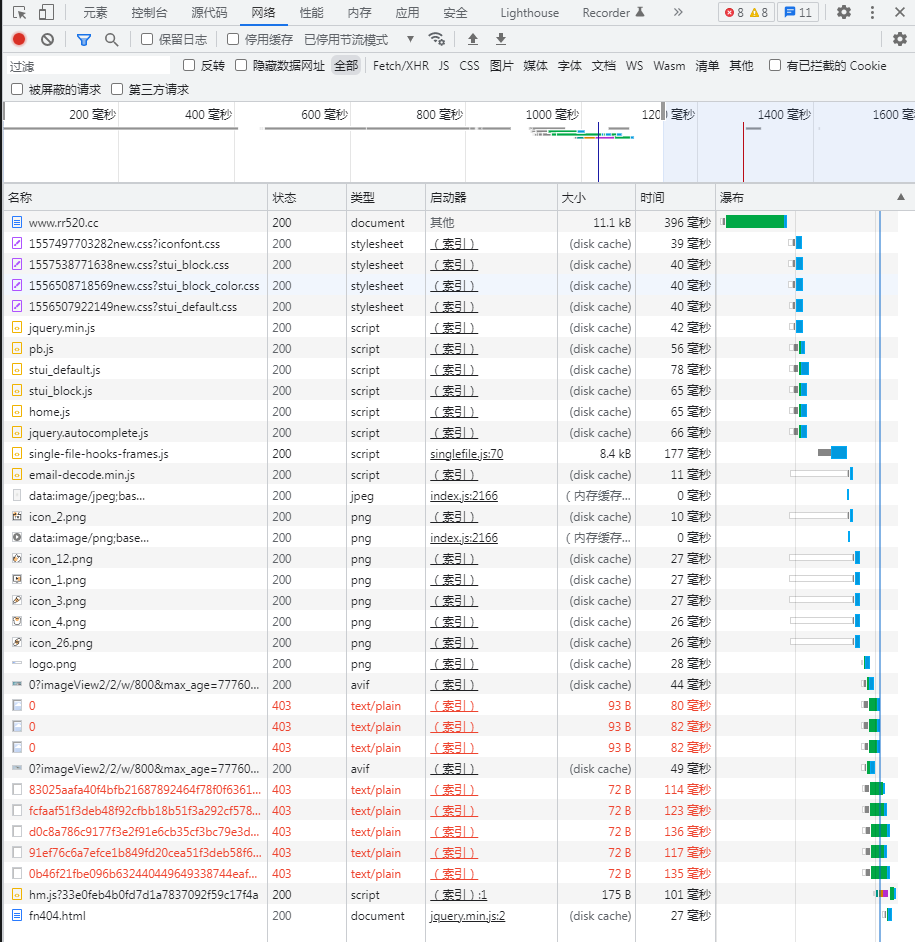 元素 控制台 源代码 网络 性能 内存 应用 安全 Lighthouse Recorder 8 8 11
保留日志 停用缓存 已停用节流模式
过滤 反转 隐藏数据网址 全部 Fetch/XHR JS CSS 图片 媒体 字体 文档 WS Wasm 清单 其他 有已拦截的 Cookie
被屏蔽的请求 第三方请求
200 毫秒 400 毫秒 600 毫秒 800 毫秒 1000 毫秒 120 毫秒 1400 毫秒 1600 毫
名称 状态 类型 启动器 大小 时间 瀑布
www.rr520.cc 200 document 其他 11.1 kB 396 毫秒
1557497703282new.css?iconfont.css 200 stylesheet （索引） (disk cache) 39 毫秒
1557538771638new.css?stui_block.css 200 stylesheet （索引） (disk cache) 40 毫秒
1556508718569new.css?stui_block_color.css 200 stylesheet （索引） (disk cache) 40 毫秒
1556507922149new.css?stui_default.css 200 stylesheet （索引） (disk cache) 40 毫秒
jquery.min.js 200 script （索引） (disk cache) 42 毫秒
pb.js 200 script （索引） (disk cache) 56 毫秒
stui_default.js 200 script （索引） (disk cache) 78 毫秒
stui_block.js 200 script （索引） (disk cache) 65 毫秒
home.js 200 script （索引） (disk cache) 65 毫秒
jquery.autocomplete.js 200 script （索引） (disk cache) 66 毫秒
single-file-hooks-frames.js 200 script singlefile.js:70 8.4 kB 177 毫秒
email-decode.min.js 200 script （索引） (disk cache) 11 毫秒
data:image/jpeg;bas... 200 jpeg index.js:2166 （内存缓存... 0 毫秒
icon_2.png 200 png （索引） (disk cache) 10 毫秒
data:image/png;base... 200 png index.js:2166 （内存缓存... 0 毫秒
icon_12.png 200 png （索引） (disk cache) 27 毫秒
icon_1.png 200 png （索引） (disk cache) 27 毫秒
icon_3.png 200 png （索引） (disk cache) 27 毫秒
icon_4.png 200 png （索引） (disk cache) 26 毫秒
icon_26.png 200 png （索引） (disk cache) 26 毫秒
logo.png 200 png （索引） (disk cache) 28 毫秒
0?imageView2/2/w/800&max_age=77760... 200 avif （索引） (disk cache) 44 毫秒
0 403 text/plain （索引） 93 B 80 毫秒
0 403 text/plain （索引） 93 B 82 毫秒
0 403 text/plain （索引） 93 B 82 毫秒
0?imageView2/2/w/800&max_age=77760... 200 avif （索引） (disk cache) 49 毫秒
83025aafa40f4bfb21687892464f78f0f6361... 403 text/plain （索引） 72 B 114 毫秒
fcfaaf51f3deb48f92cfbb18b51f3a292cf578... 403 text/plain （索引） 72 B 123 毫秒
d0c8a786c9177f3e2f91e6cb35cf3bc79e3d... 403 text/plain （索引） 72 B 136 毫秒
91ef76c6a7efce1b849fd20cea51f3deb58f6... 403 text/plain （索引） 72 B 117 毫秒
0b46f21fbe096b632440449649338744eaf... 403 text/plain （索引） 72 B 135 毫秒
hm.js?33e0feb4b0fd7d1a7837092f59c17f4a 200 script （索引）:1 175 B 101 毫秒
fn404.html 200 document jquery.min.js:2 (disk cache) 27 毫秒